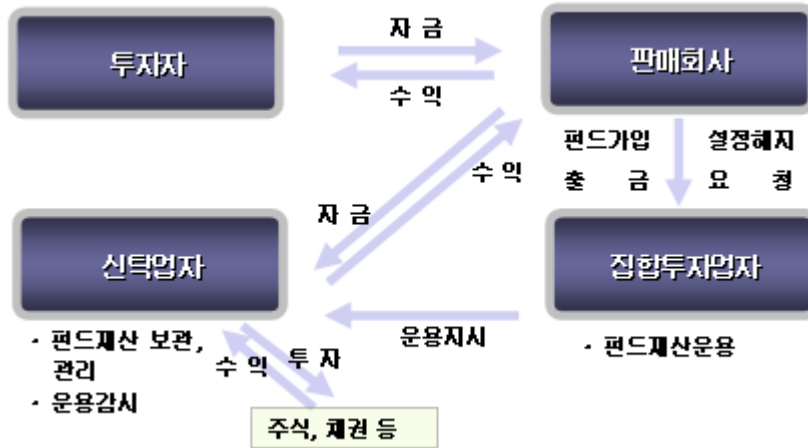 투자자
자 금
수 익
판매회사
펀드가입 설정해지
출 금 요 청
수 익
자 금
신탁업자
집합투자업자
· 펀드재산 보관,
관리
· 운용감시
운용지시
· 펀드재산운용
수 익
투 자
주식, 채권 등